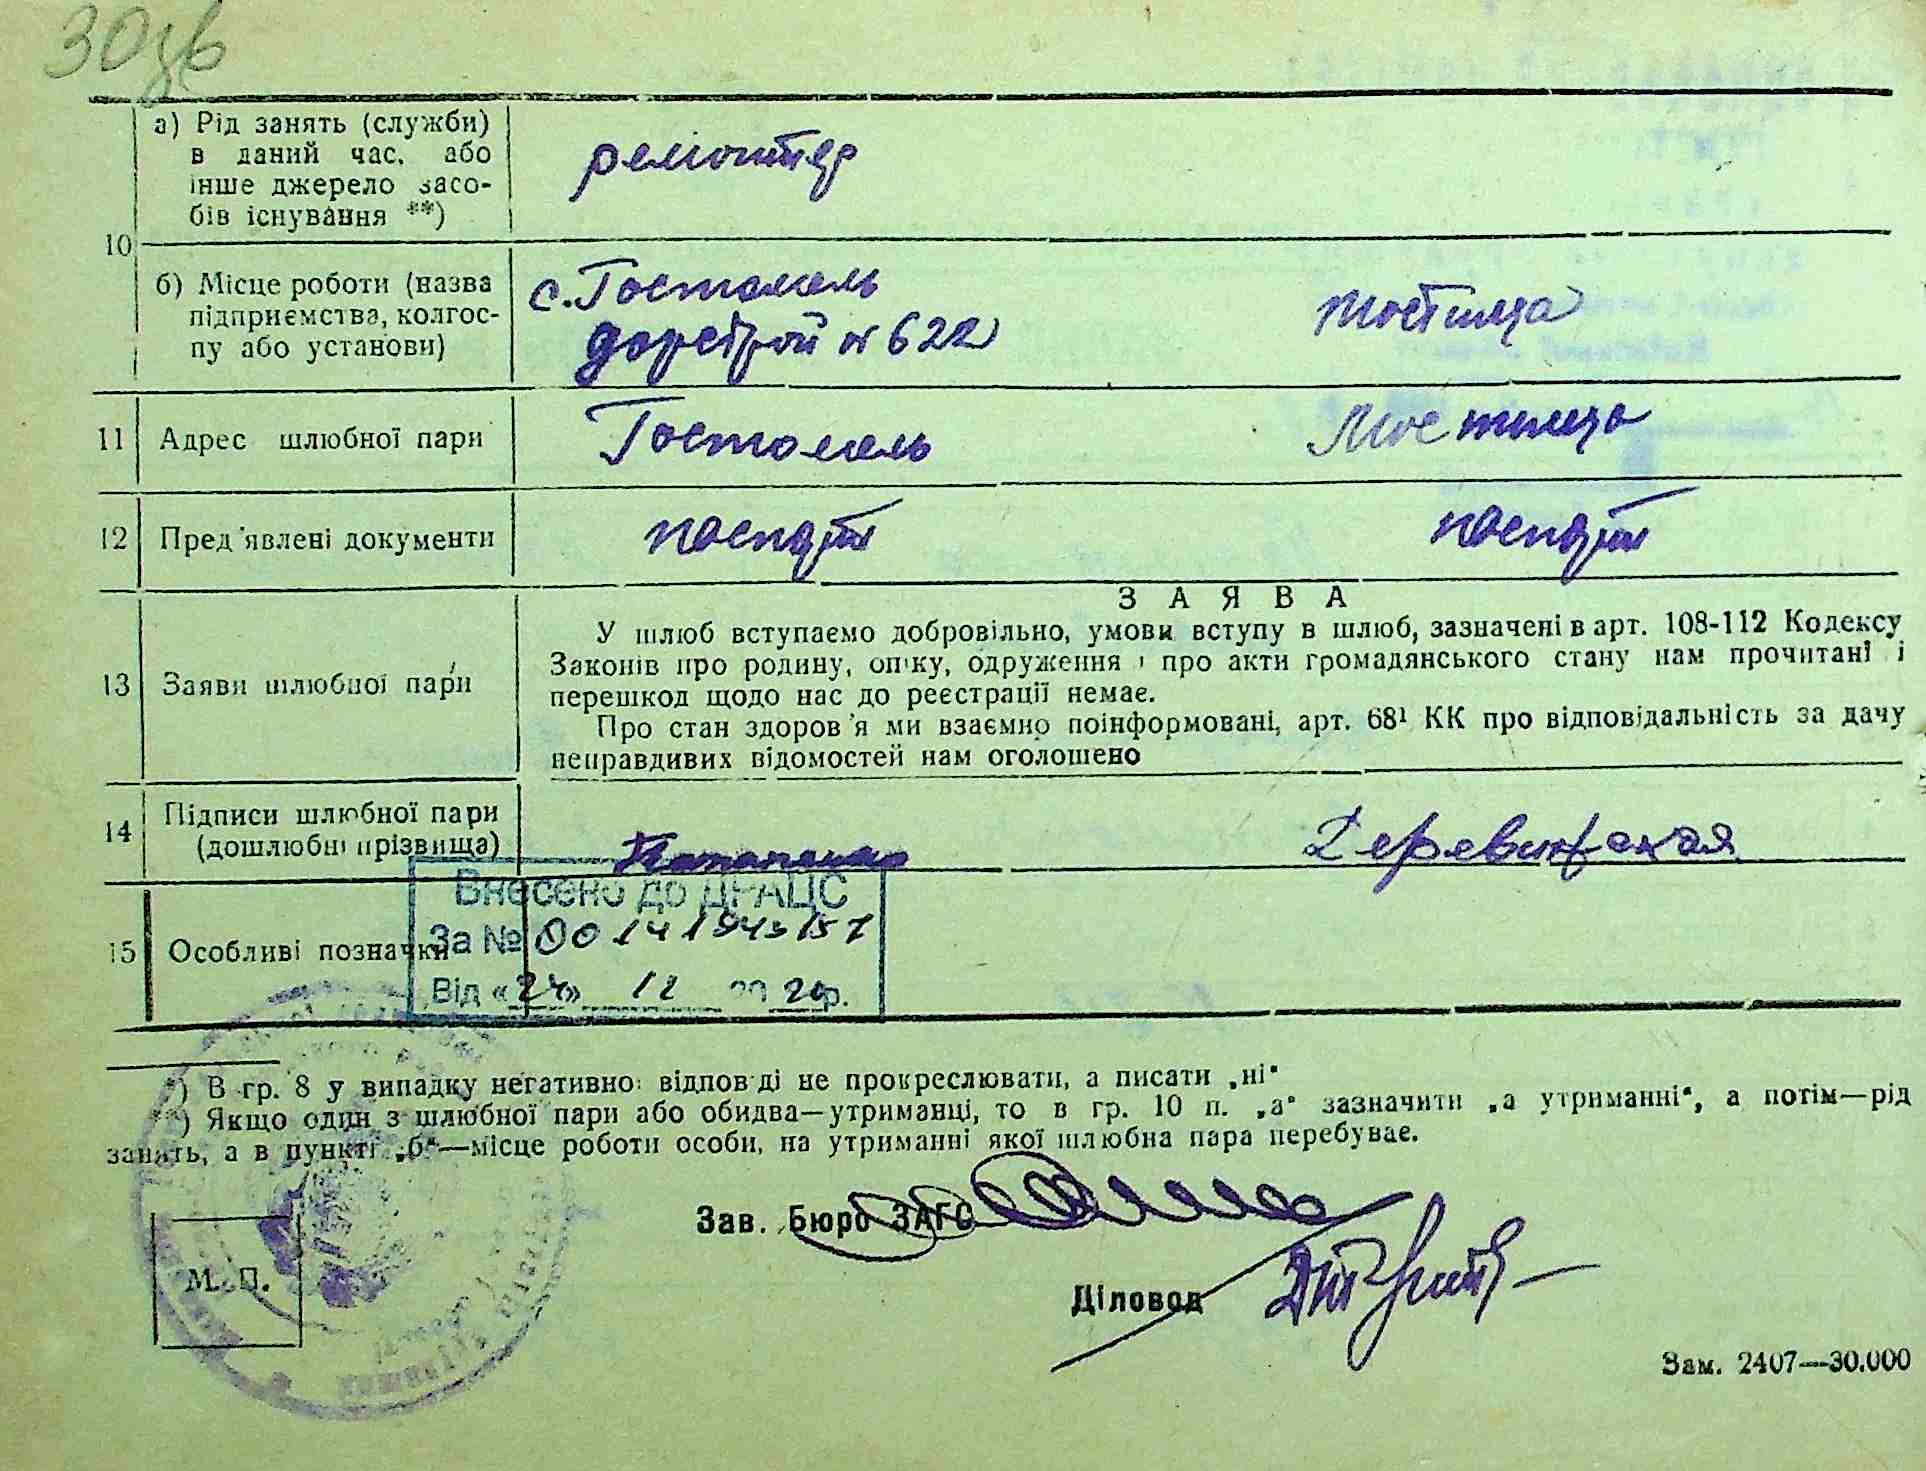 30 зв
10
а) Рід занять (служби)
в даний час, або
інше джерело засо-
бів існування **)
ремонтер
б) Місце роботи (назва
підприємства, колгос-
пу або установи)
с. Гостомель
дорстрой № 622
Мостища
11 Адрес шлюбної пари Гостомель Мостища
12 Пред'явлені документи паспорт паспорт
13 Заяви шлюбної пари
ЗАЯВА
У шлюб вступаємо добровільно, умови вступу в шлюб, зазначені в арт. 108-112 Кодексу
Законів про родину, опіку, одруження і про акти громадянського стану нам прочитані і
перешкод щодо нас до реєстрації немає.
Про стан здоров'я ми взаємно поінформовані, арт. 68¹ КК про відповідальність за дачу
неправдивих відомостей нам оголошено
14 Підписи шлюбної пари
(дошлюбні прізвища)
Внесено до ДРАЦС
За № 00141943157
Від «24» 12 2020р.
15 Особливі позначки
*) В гр. 8 у випадку негативної відповіді не прокреслювати, а писати „ні“
**) Якщо один з шлюбної пари або обидва—утриманці, то в гр. 10 п. „а“ зазначити „а утриманні“, а потім—рід
занять, а в пункті „б“—місце роботи особи, на утриманні якої шлюбна пара перебуває.
Зав. Бюро ЗАГС
М. П.
Діловод
Зам. 2407—30.000